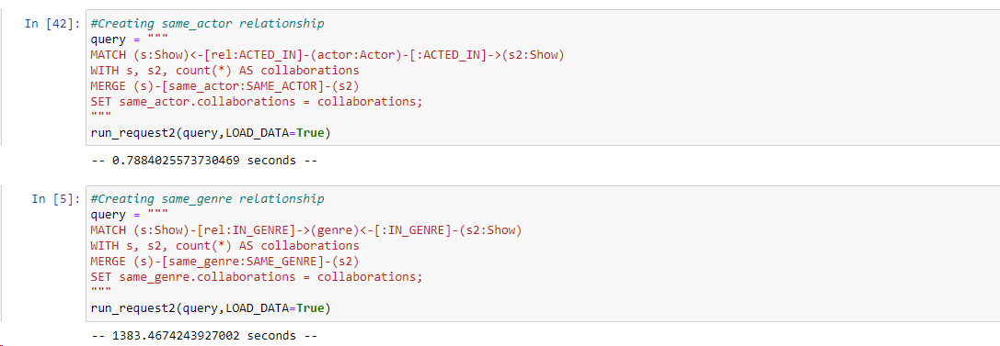 In [42]: #Creating same_actor relationship
query = """
MATCH (s:Show)<-[rel:ACTED_IN]-(actor:Actor)-[:ACTED_IN]->(s2:Show)
WITH s, s2, count(*) AS collaborations
MERGE (s)-[same_actor:SAME_ACTOR]-(s2)
SET same_actor.collaborations = collaborations;
"""
run_request2(query,LOAD_DATA=True)
-- 0.7884025573730469 seconds --
In [5]: #Creating same_genre relationship
query = """
MATCH (s:Show)-[rel:IN_GENRE]->(genre)<-[:IN_GENRE]-(s2:Show)
WITH s, s2, count(*) AS collaborations
MERGE (s)-[same_genre:SAME_GENRE]-(s2)
SET same_genre.collaborations = collaborations;
"""
run_request2(query,LOAD_DATA=True)
-- 1383.4674243927002 seconds --